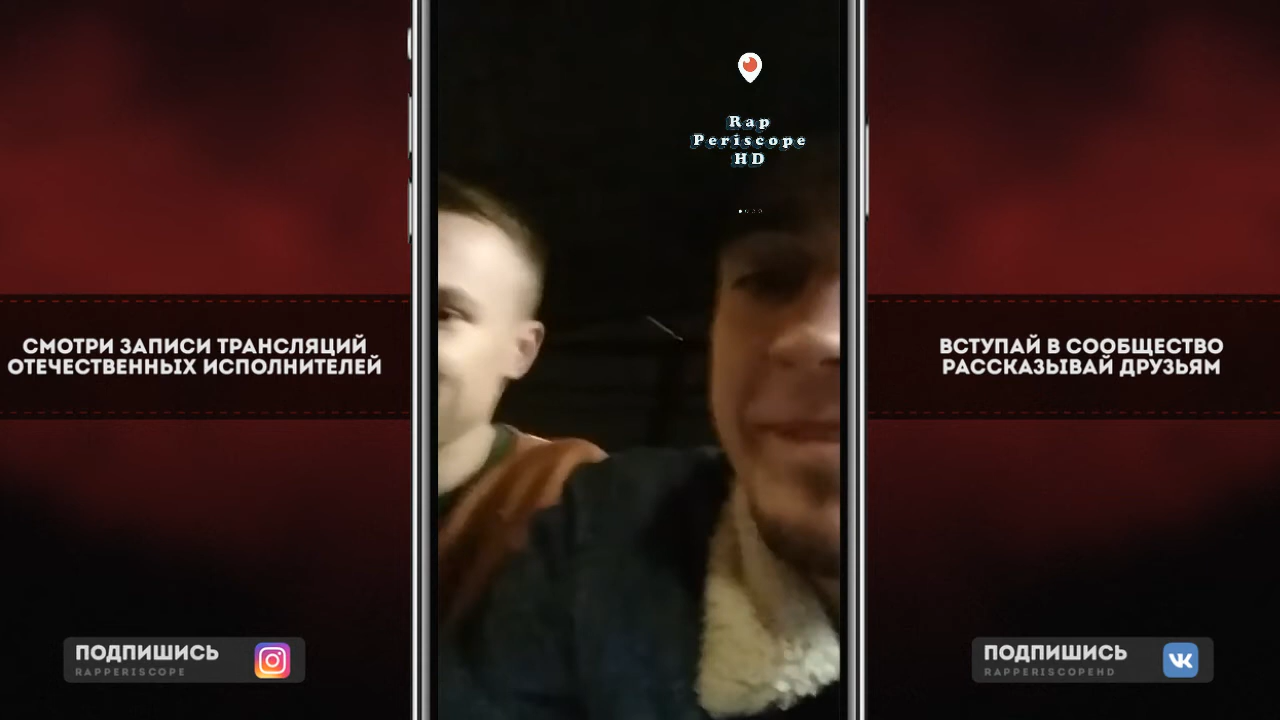 Rap
Periscope
HD
СМОТРИ ЗАПИСИ ТРАНСЛЯЦИЙ
ОТЕЧЕСТВЕННЫХ ИСПОЛНИТЕЛЕЙ
ВСТУПАЙ В СООБЩЕСТВО
РАССКАЗЫВАЙ ДРУЗЬЯМ
ПОДПИШИСЬ
RAPPERISCOPE
ПОДПИШИСЬ
RAPPERISCOPEHD